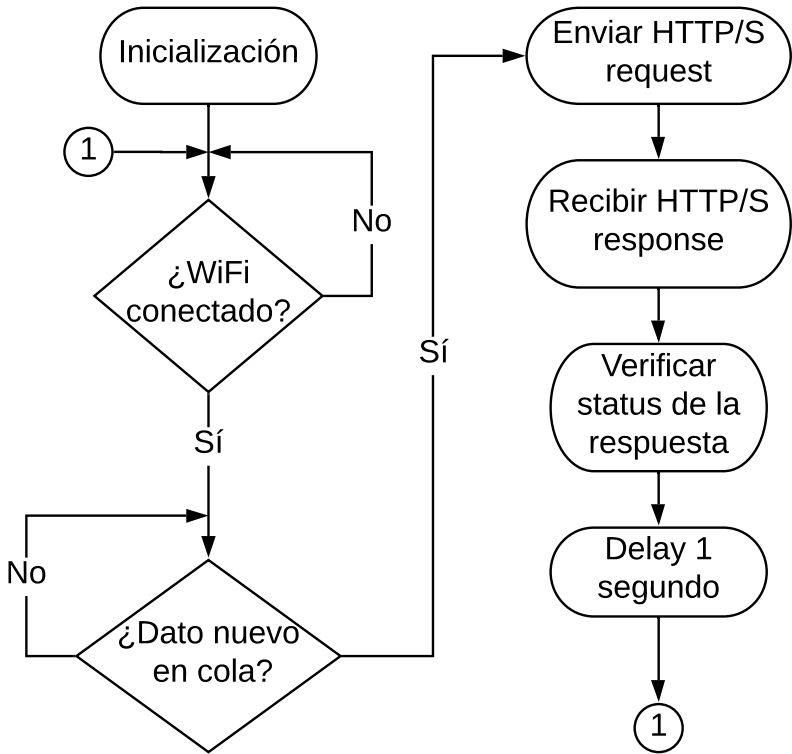 Inicialización
1
No
¿WiFi
conectado?
Sí
No
¿Dato nuevo
en cola?
Sí
Enviar HTTP/S
request
Recibir HTTP/S
response
Verificar
status de la
respuesta
Delay 1
segundo
1